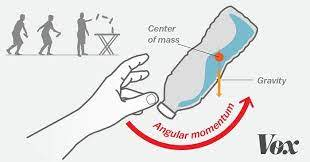 Center
of mass
Gravity
Angular momentum
Vox